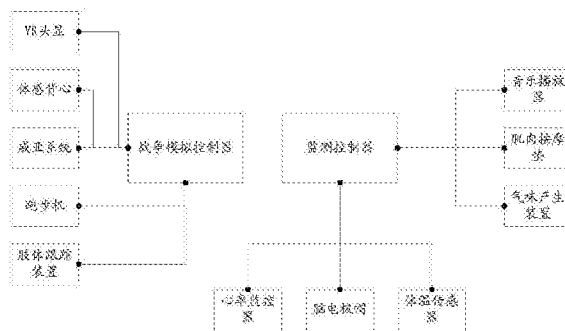 VR头显
体感背心
威亚系统
跑步机
肢体跟踪
装置
战争模拟控制器
监测控制器
音乐播放
器
肌肉按摩
垫
气味产生
装置
心率监控
器
脑电极阀
体温传感
器